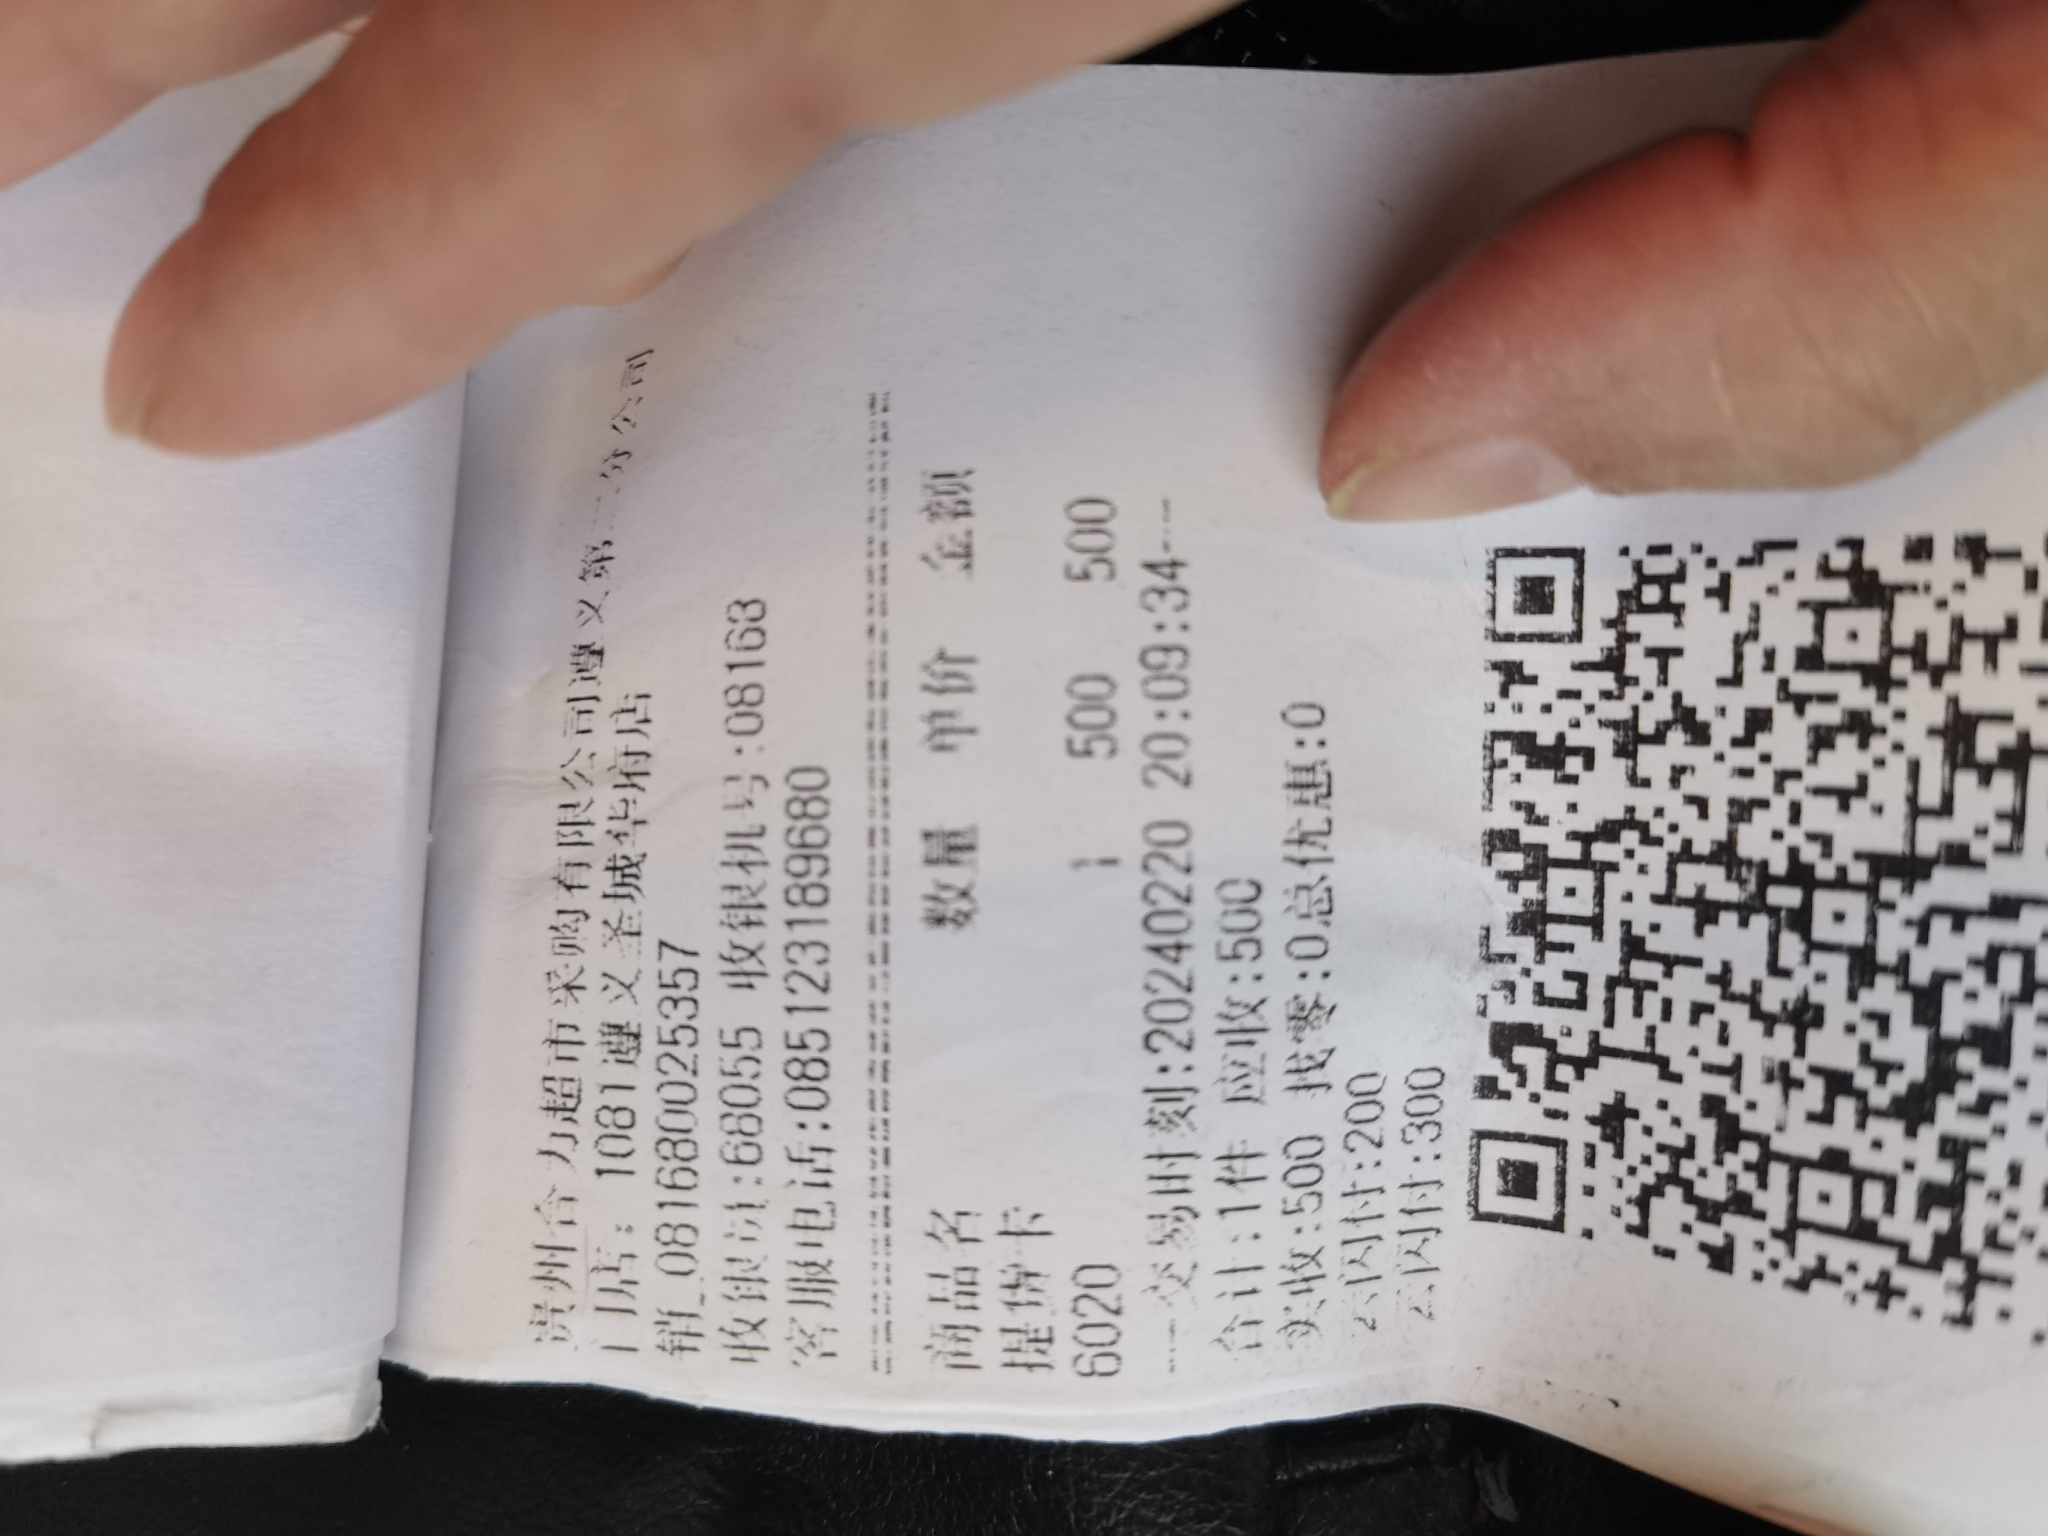 贵州合力超市采购有限公司遵义第二分公司
门店：1081遵义圣城华府店
销_0816800025357
收银员:68055 收银机号:08168
客服电话:085123189680
商品名 数量 单价 金额
提货卡
6020 1 500 500
----交易时刻:20240220 20:09:34---
合计:1件 应收:500
实收:500 找零:0总优惠:0
云闪付:200
云闪付:300